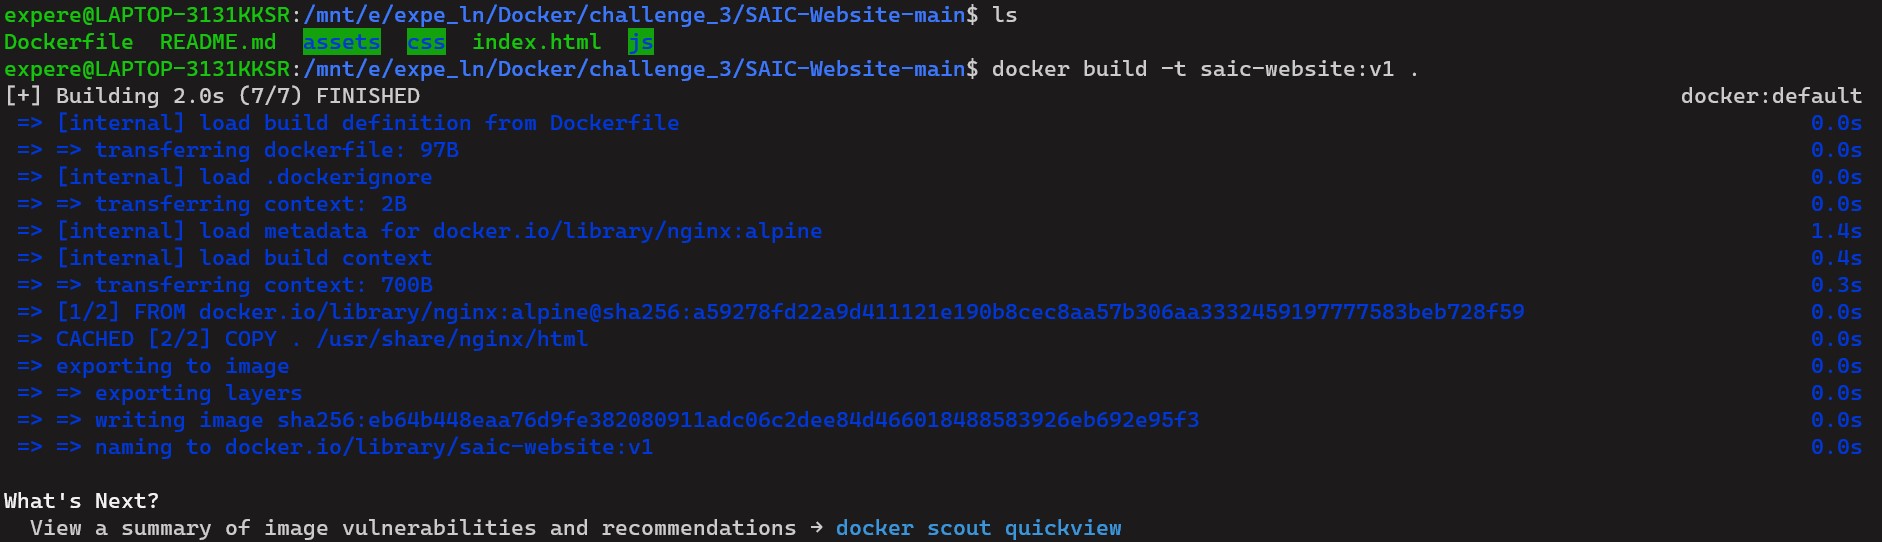 expere@LAPTOP-3131KKSR:/mnt/e/expe_ln/Docker/challenge_3/SAIC-Website-main$ ls
Dockerfile  README.md  assets  css  index.html  js
expere@LAPTOP-3131KKSR:/mnt/e/expe_ln/Docker/challenge_3/SAIC-Website-main$ docker build -t saic-website:v1 .
[+] Building 2.0s (7/7) FINISHED docker:default
=> [internal] load build definition from Dockerfile 0.0s
=> => transferring dockerfile: 97B 0.0s
=> [internal] load .dockerignore 0.0s
=> => transferring context: 2B 0.0s
=> [internal] load metadata for docker.io/library/nginx:alpine 1.4s
=> [internal] load build context 0.4s
=> => transferring context: 700B 0.3s
=> [1/2] FROM docker.io/library/nginx:alpine@sha256:a59278fd22a9d411121e190b8cec8aa57b306aa3332459197777583beb728f59 0.0s
=> CACHED [2/2] COPY . /usr/share/nginx/html 0.0s
=> exporting to image 0.0s
=> => exporting layers 0.0s
=> => writing image sha256:eb64b448eaa76d9fe382080911adc06c2dee84d466018488583926eb692e95f3 0.0s
=> => naming to docker.io/library/saic-website:v1 0.0s
What's Next?
View a summary of image vulnerabilities and recommendations → docker scout quickview